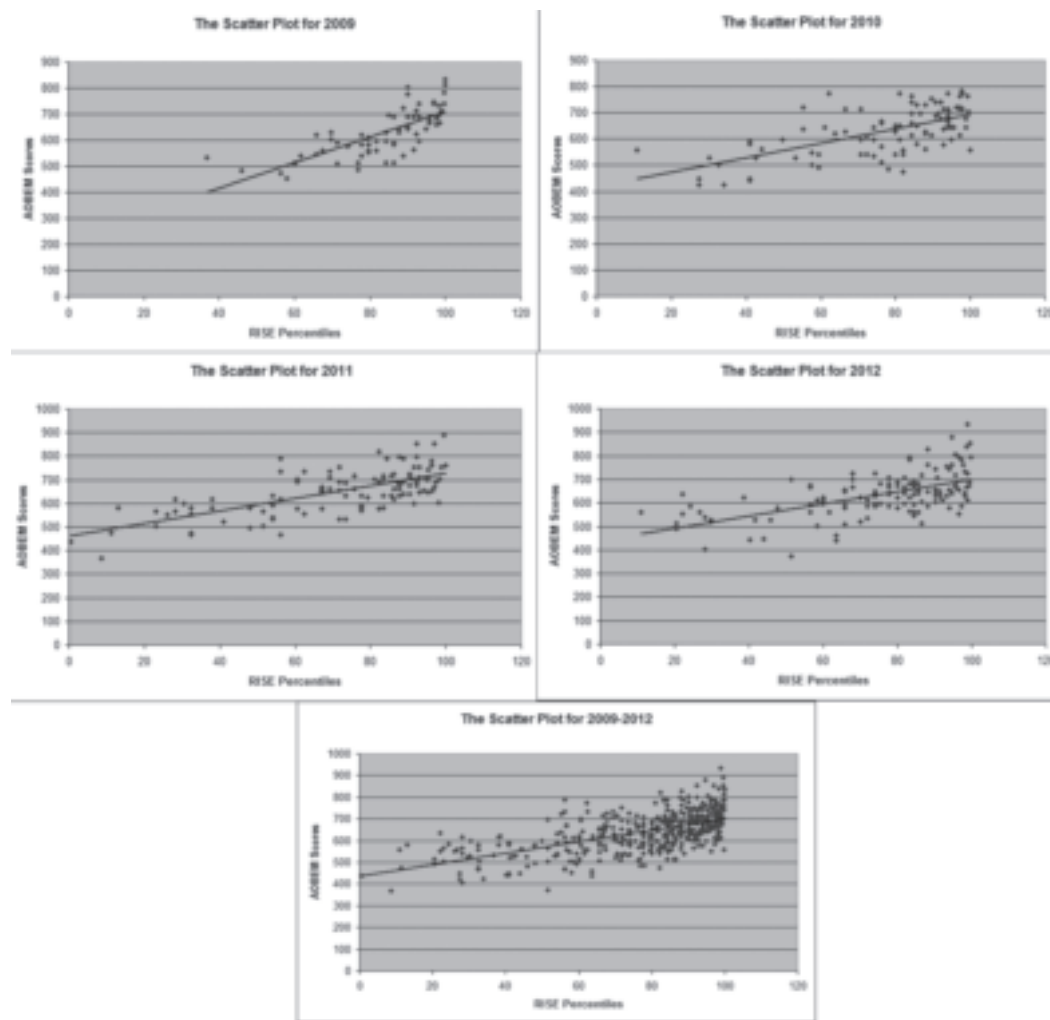 The Scatter Plot for 2009
900
800
700
600
500
400
300
200
100
0
0 20 40 60 80 100 120
AOBEM Scores
RISE Percentiles
The Scatter Plot for 2010
900
800
700
600
500
400
300
200
100
0
0 20 40 60 80 100 120
AOBEM Scores
RISE Percentiles
The Scatter Plot for 2011
1000
900
800
700
600
500
400
300
200
100
0
0 20 40 60 80 100 120
AOBEM Scores
RISE Percentiles
The Scatter Plot for 2012
1000
900
800
700
600
500
400
300
200
100
0
0 20 40 60 80 100 120
AOBEM Scores
RISE Percentiles
The Scatter Plot for 2009-2012
1000
900
800
700
600
500
400
300
200
100
0
0 20 40 60 80 100 120
AOBEM Scores
RISE Percentiles